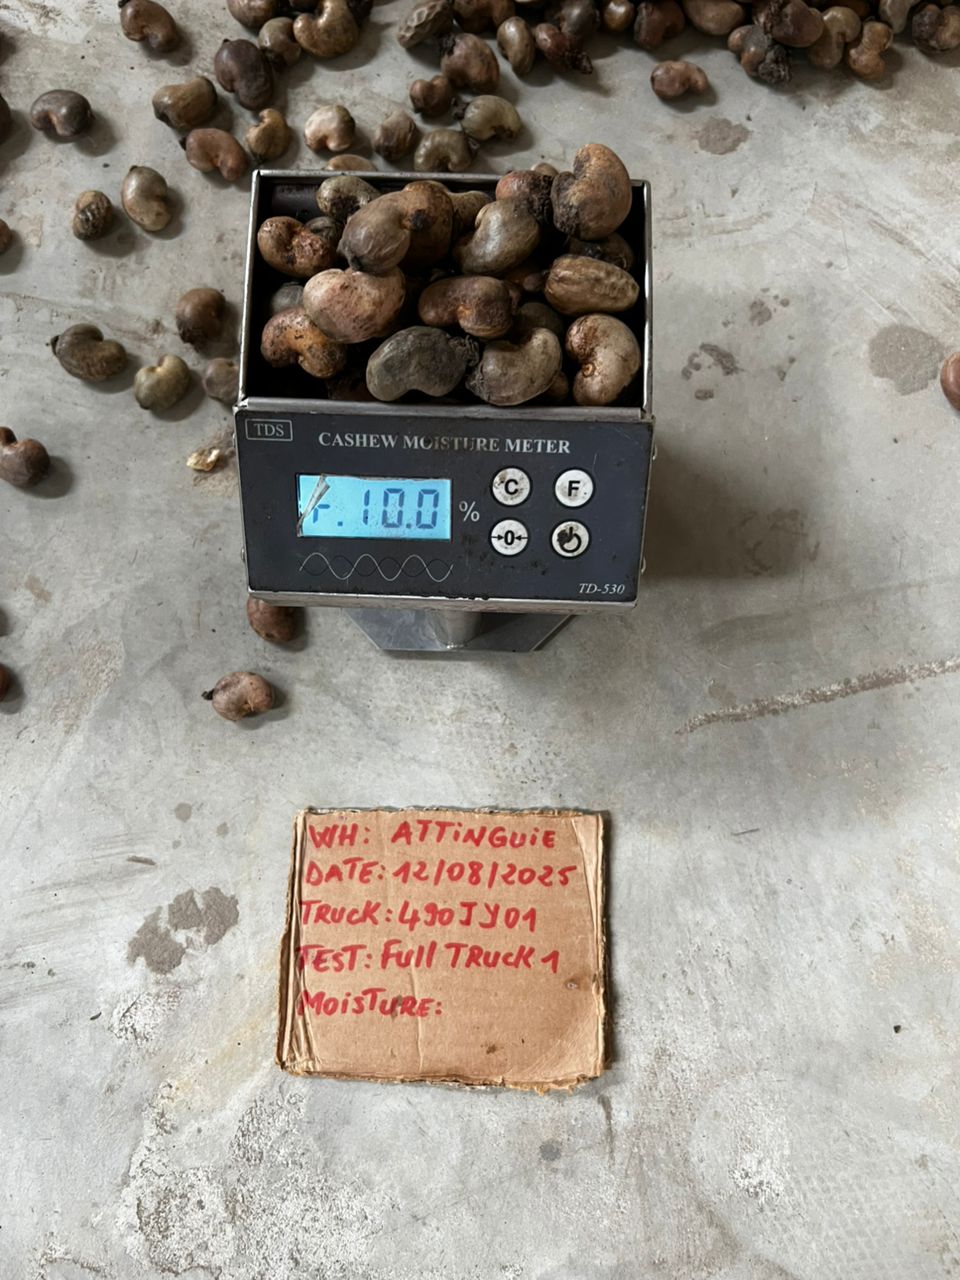 TDS
CASHEW MOISTURE METER
r. 10.0 %
C F
→0←
TD-530
WH: ATTiNGUiE
DATE: 12/08/2025
TRUCK: 490JY01
TEST: Full TRUCK 1
MoiSTURE: